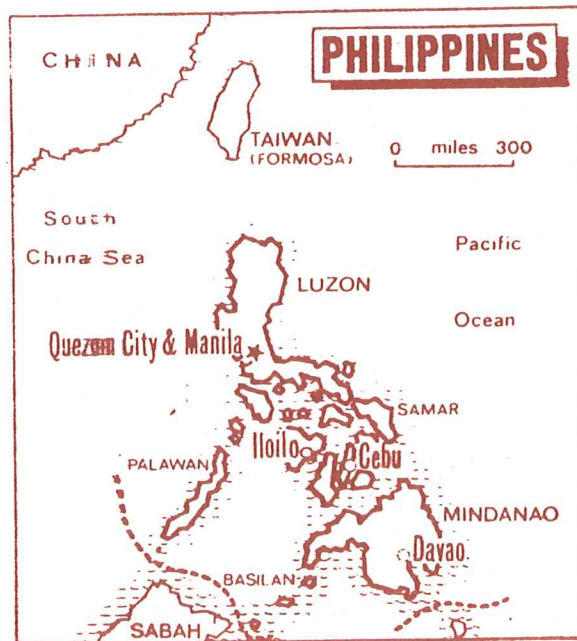 PHILIPPINES
CHINA
TAIWAN
(FORMOSA)
0 miles 300
South
China Sea
Pacific
Ocean
LUZON
Quezon City & Manila
SAMAR
Iloilo
Cebu
PALAWAN
MINDANAO
Davao
BASILAN
SABAH